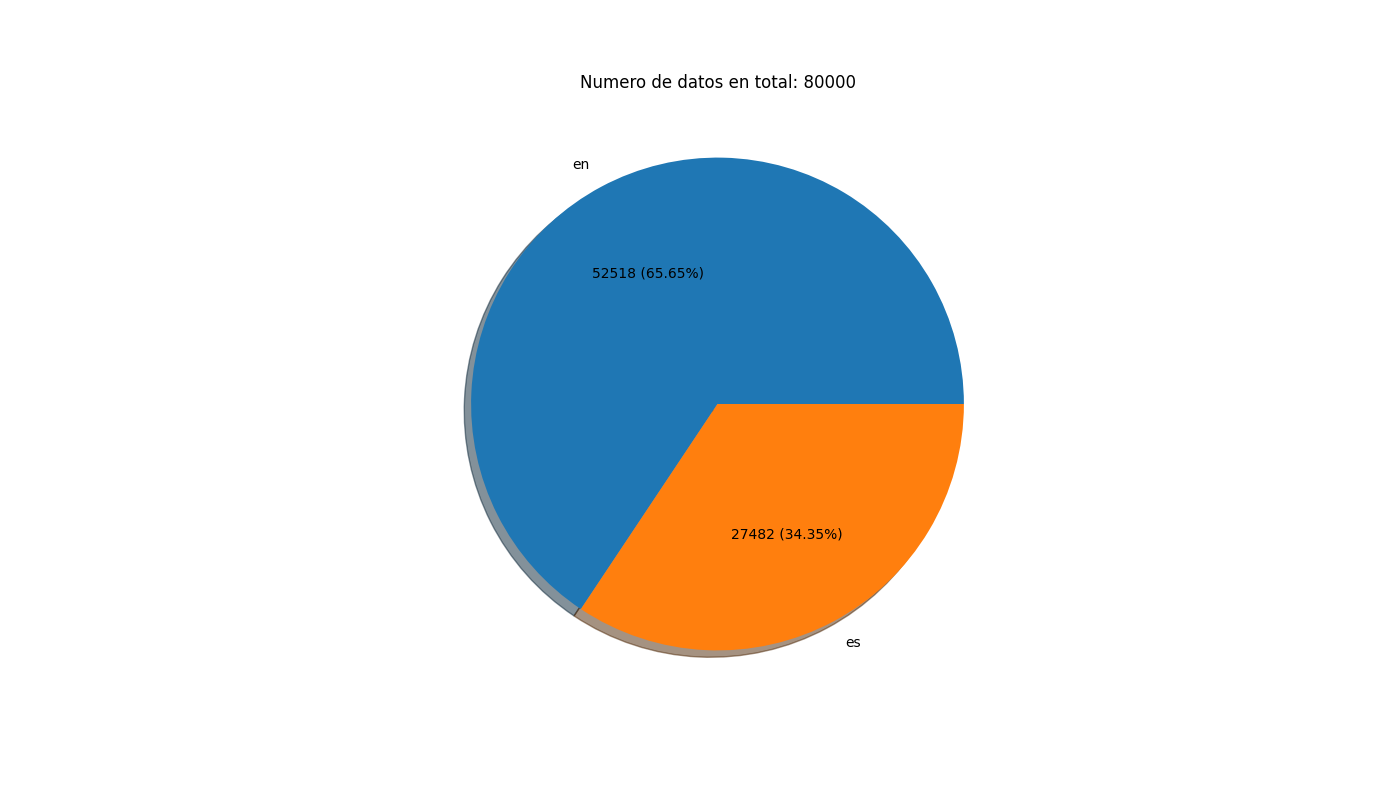 Numero de datos en total: 80000
en
52518 (65.65%)
27482 (34.35%)
es